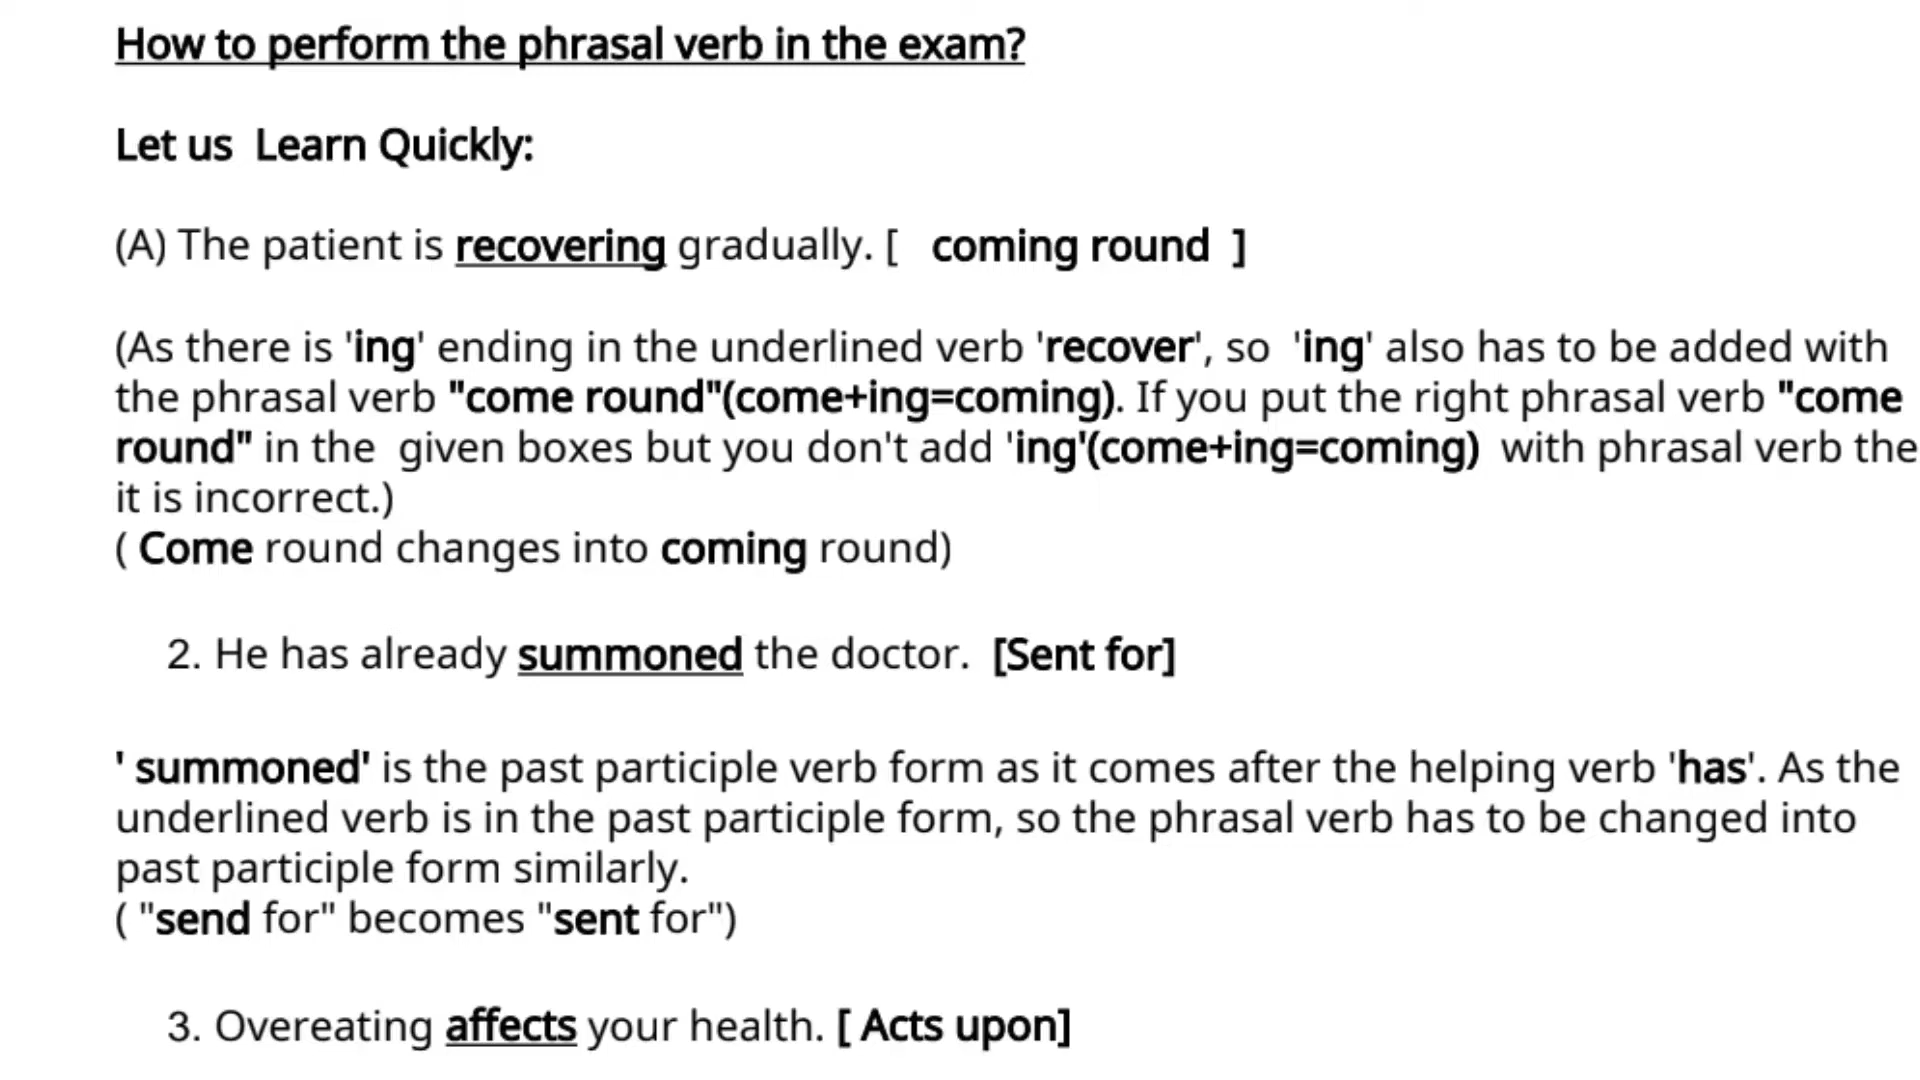 How to perform the phrasal verb in the exam?
Let us  Learn Quickly:
(A) The patient is recovering gradually. [   coming round  ]
(As there is 'ing' ending in the underlined verb 'recover', so  'ing' also has to be added with
the phrasal verb "come round"(come+ing=coming). If you put the right phrasal verb "come
round" in the  given boxes but you don't add 'ing'(come+ing=coming)  with phrasal verb the
it is incorrect.)
( Come round changes into coming round)
2. He has already summoned the doctor.  [Sent for]
' summoned' is the past participle verb form as it comes after the helping verb 'has'. As the
underlined verb is in the past participle form, so the phrasal verb has to be changed into
past participle form similarly.
( "send for" becomes "sent for")
3. Overeating affects your health. [ Acts upon]